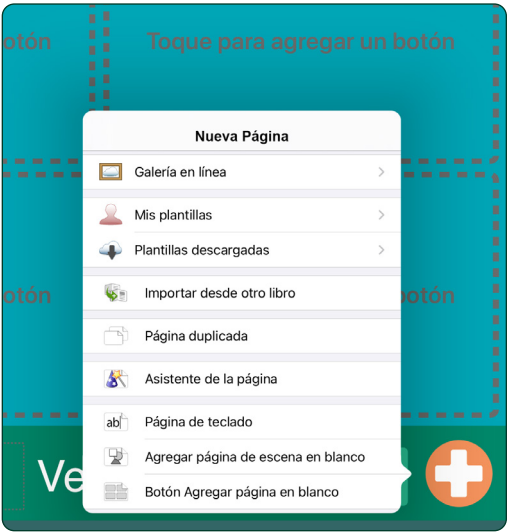 otón
Toque para agregar un botón
Nueva Página
Galería en línea
Mis plantillas
Plantillas descargadas
otón
Importar desde otro libro
botón
Página duplicada
Asistente de la página
ab
Página de teclado
Agregar página de escena en blanco
Ve
Botón Agregar página en blanco